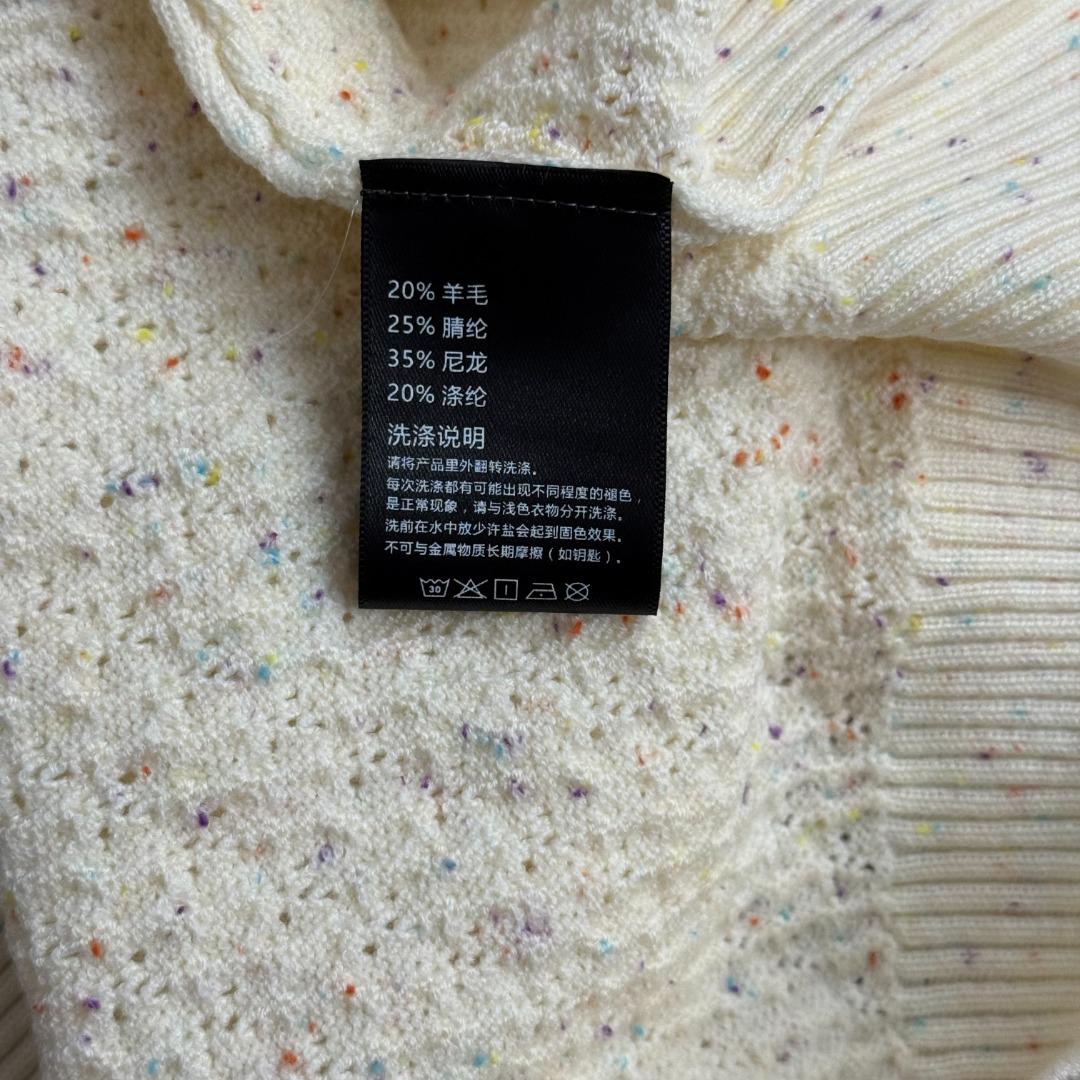 20% 羊毛
25% 腈纶
35% 尼龙
20% 涤纶
洗涤说明
请将产品里外翻转洗涤。
每次洗涤都有可能出现不同程度的褪色，
是正常现象，请与浅色衣物分开洗涤。
洗前在水中放少许盐会起到固色效果。
不可与金属物质长期摩擦（如钥匙）。
30